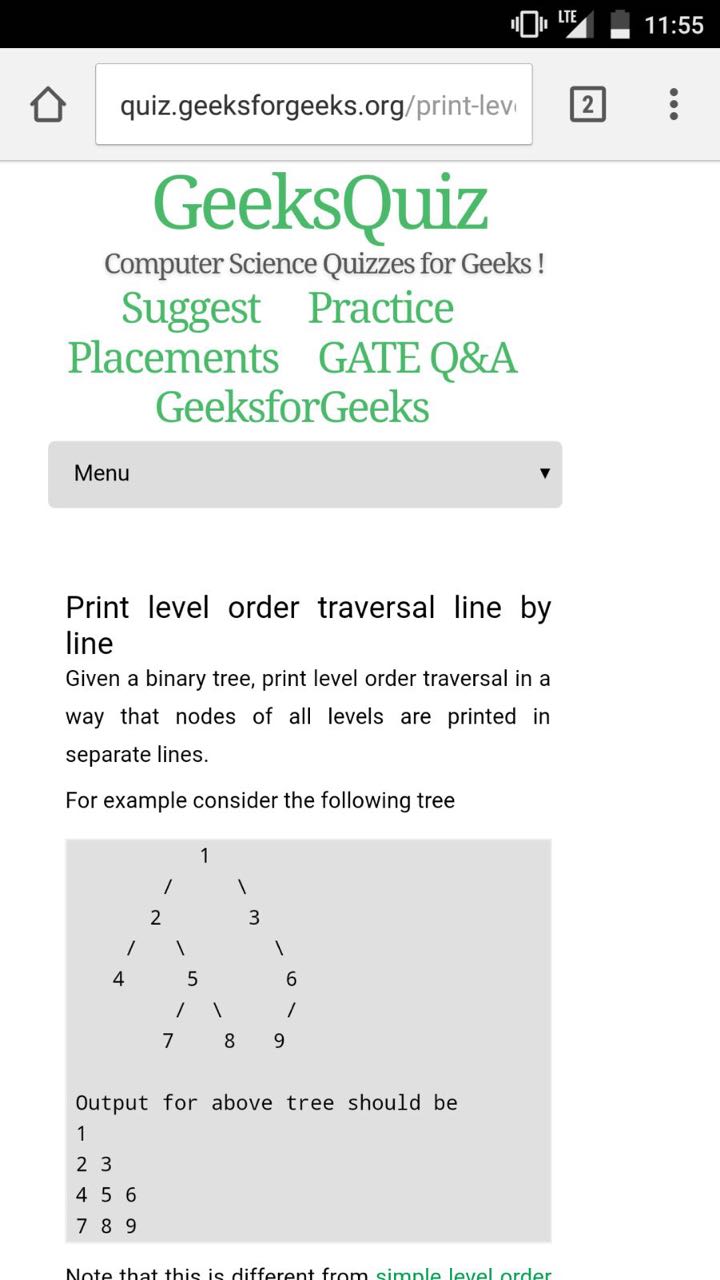 LTE 11:55
quiz.geeksforgeeks.org/print-lev 2
GeeksQuiz
Computer Science Quizzes for Geeks !
Suggest Practice
Placements GATE Q&A
GeeksforGeeks
Menu ▼
Print level order traversal line by
line
Given a binary tree, print level order traversal in a
way that nodes of all levels are printed in
separate lines.
For example consider the following tree
1
/ \
2 3
/ \ \
4 5 6
/ \ /
7 8 9
Output for above tree should be
1
2 3
4 5 6
7 8 9
Note that this is different from simple level order